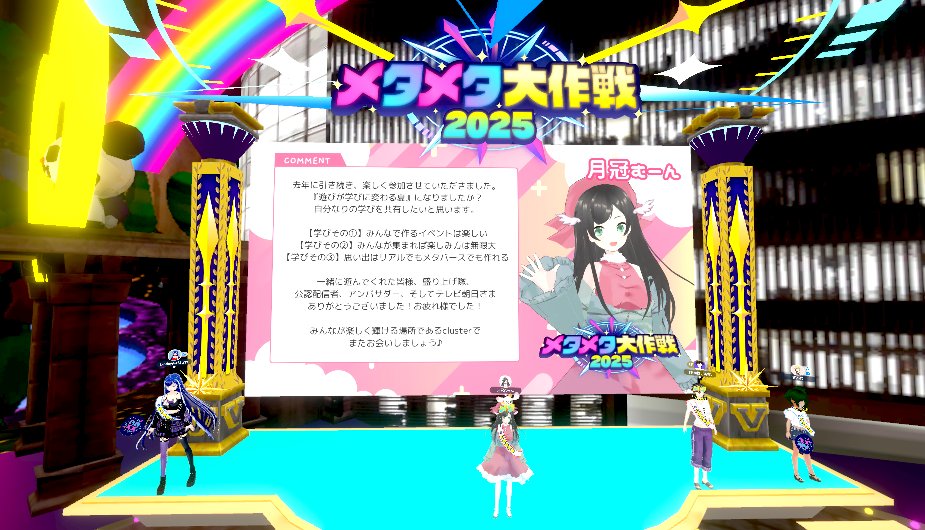 メタメタ大作戦
2025
COMMENT
去年に引き続き、楽しく参加させていただきました。
『遊びが学びに変わる夏』になりましたか？
自分なりの学びを共有したいと思います。
【学びその①】みんなで作るイベントは楽しい
【学びその②】みんなが集まれば楽しみ方は無限大
【学びその③】思い出はリアルでもメタバースでも作れる
一緒に遊んでくれた皆様、盛り上げ隊、
公認配信者、アンバサダー、そしてテレビ朝日さま
ありがとうございました！お疲れ様でした！
みんなが楽しく輝ける場所であるclusterで
またお会いしましょう♪
月冠むーん
メタメタ大作戦
2025